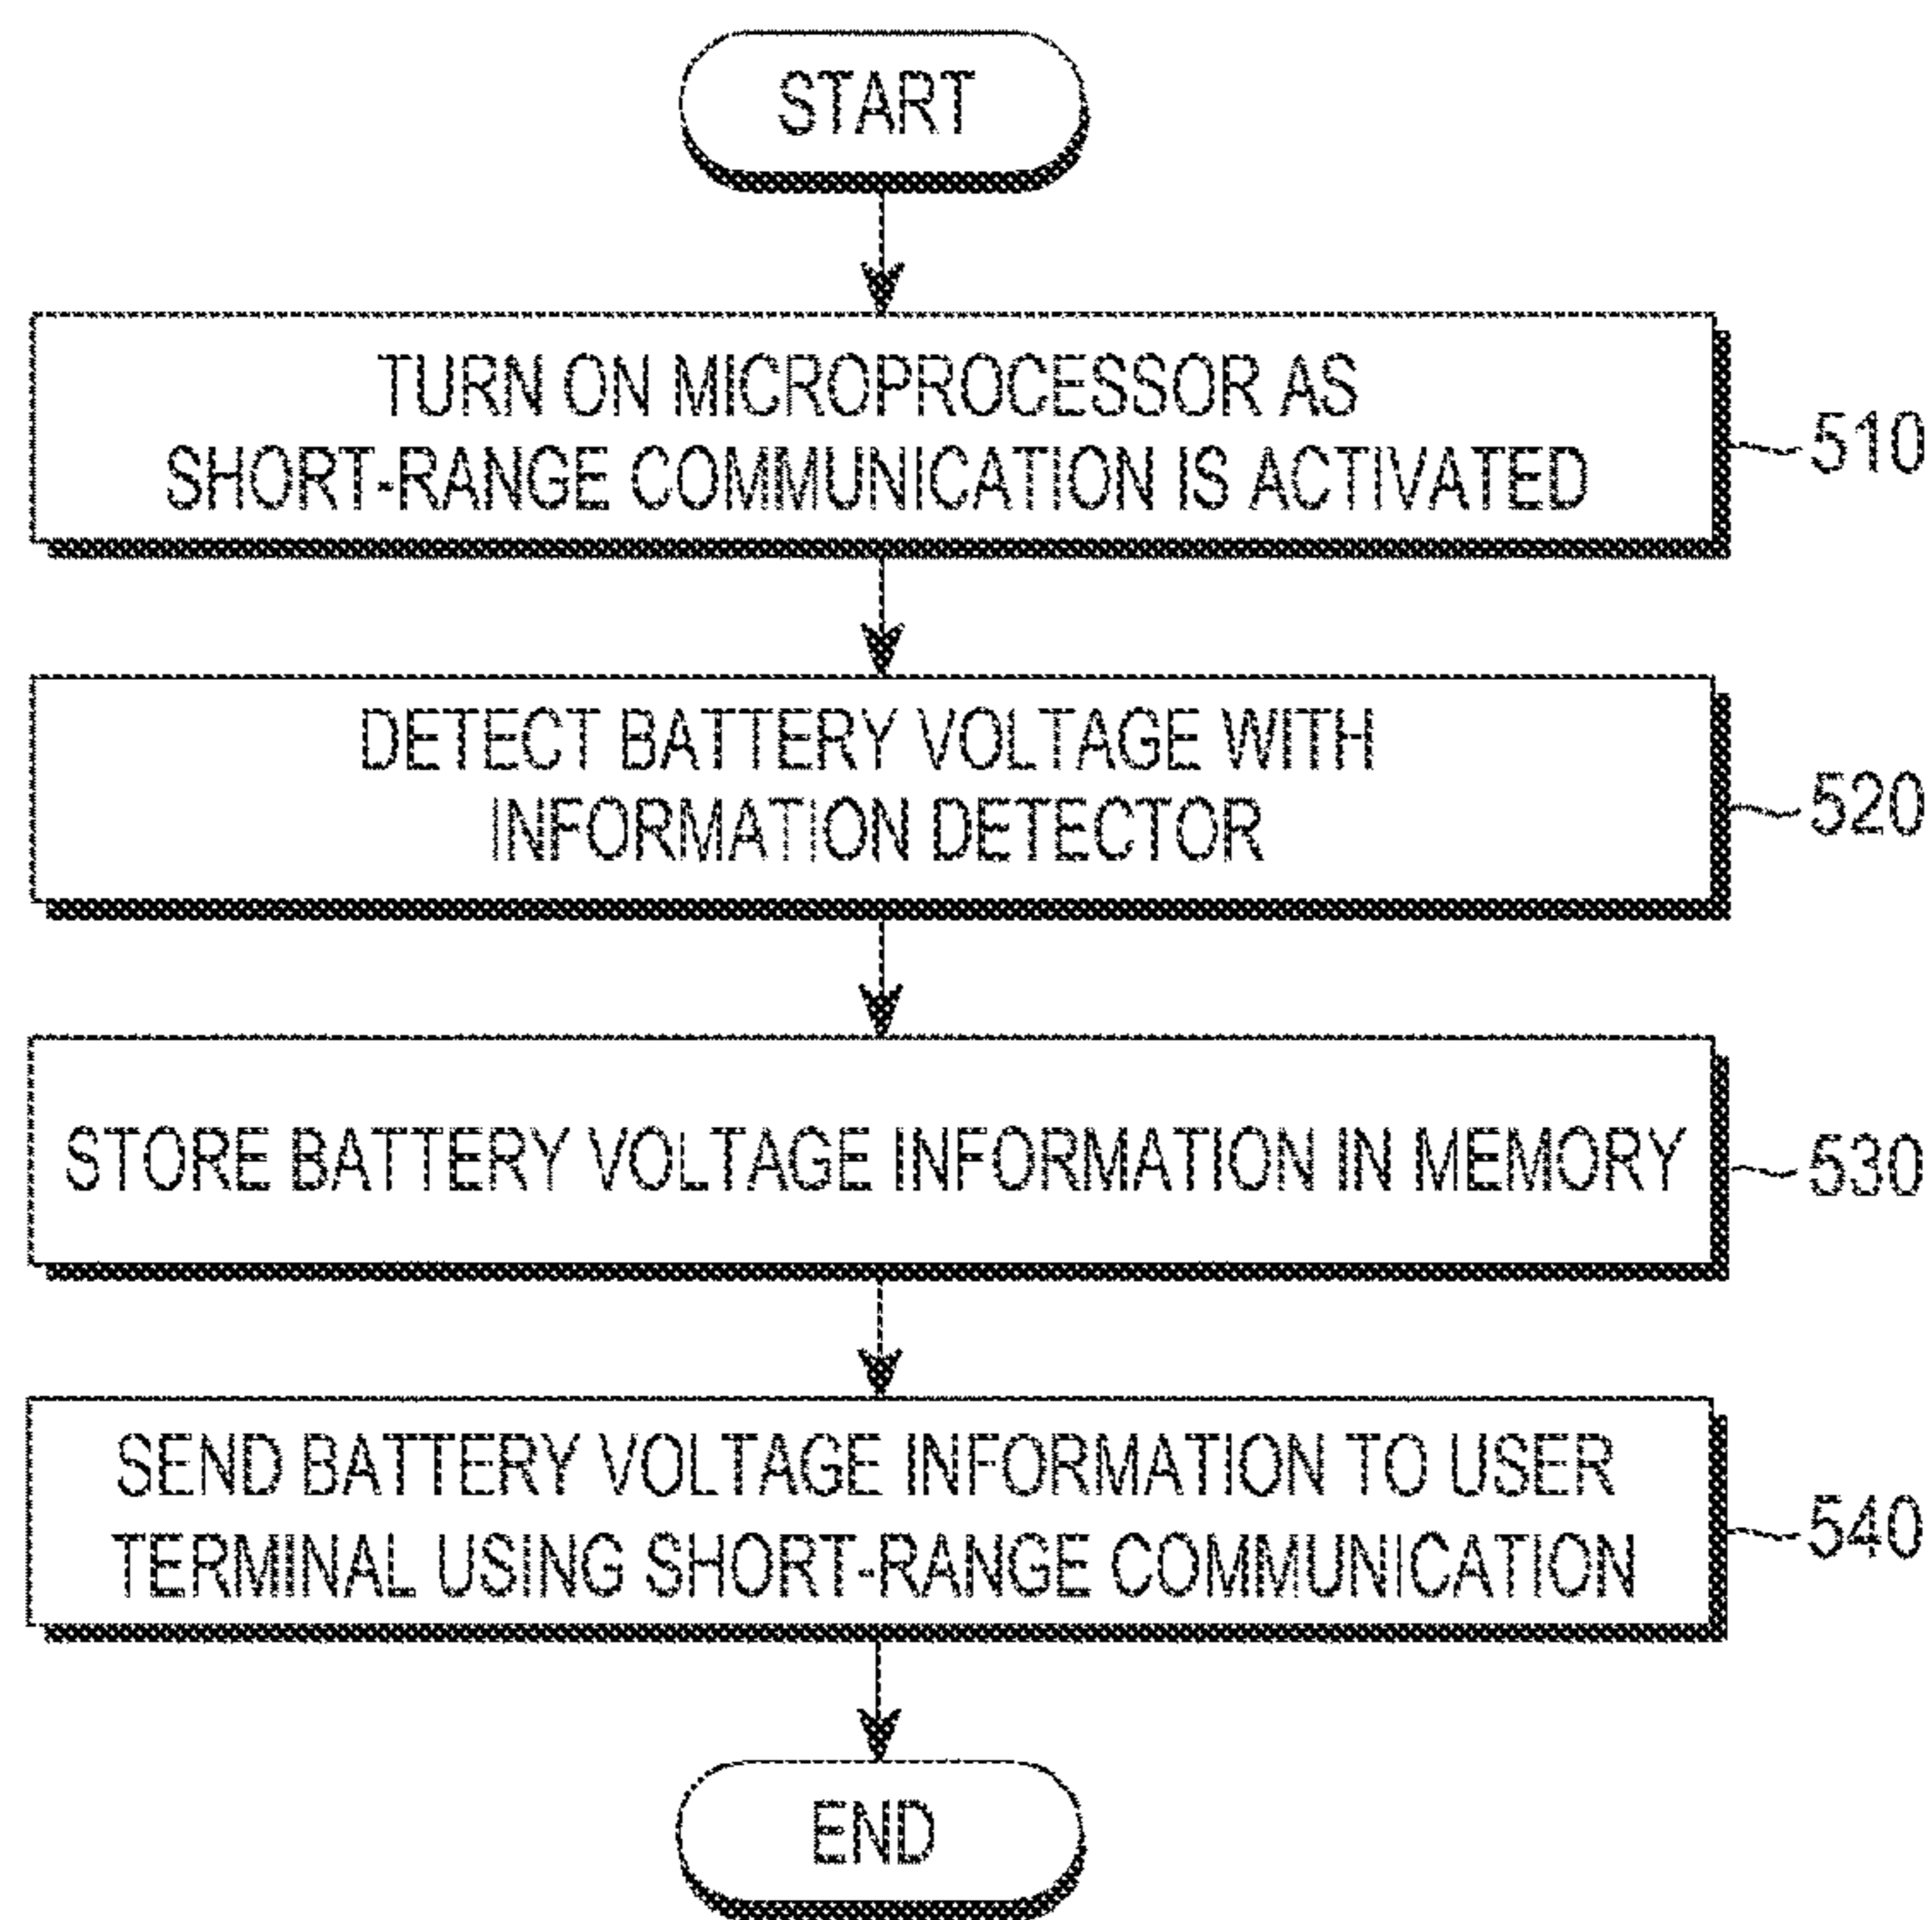 START
TURN ON MICROPROCESSOR AS
SHORT-RANGE COMMUNICATION IS ACTIVATED
510
DETECT BATTERY VOLTAGE WITH
INFORMATION DETECTOR
520
STORE BATTERY VOLTAGE INFORMATION IN MEMORY
530
SEND BATTERY VOLTAGE INFORMATION TO USER
TERMINAL USING SHORT-RANGE COMMUNICATION
540
END